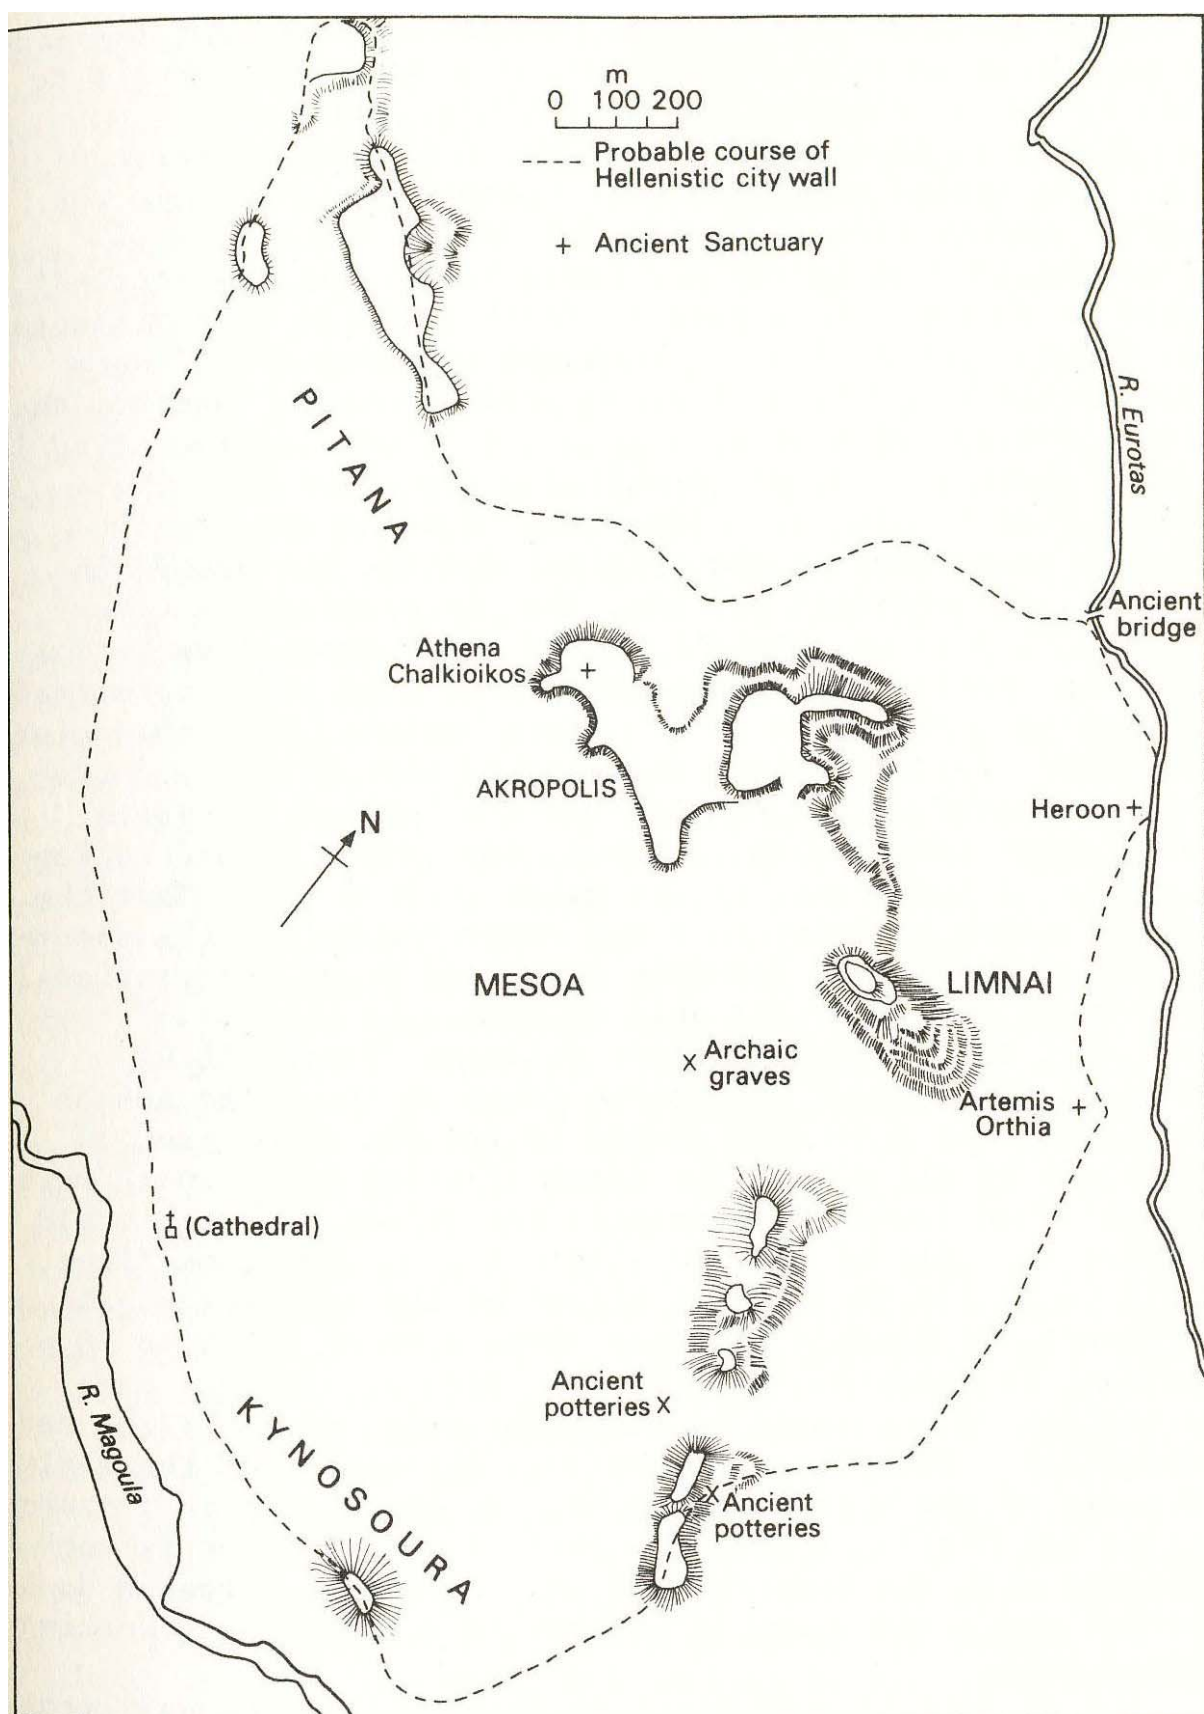 m
0 100 200
Probable course of
Hellenistic city wall
+ Ancient Sanctuary
PITANA
R. Eurotas
Ancient
bridge
Athena
Chalkioikos
AKROPOLIS
Heroon
N
MESOA
LIMNAI
Archaic
graves
Artemis
Orthia
(Cathedral)
R. Magoula
Ancient
potteries
KYNOSOURA
Ancient
potteries